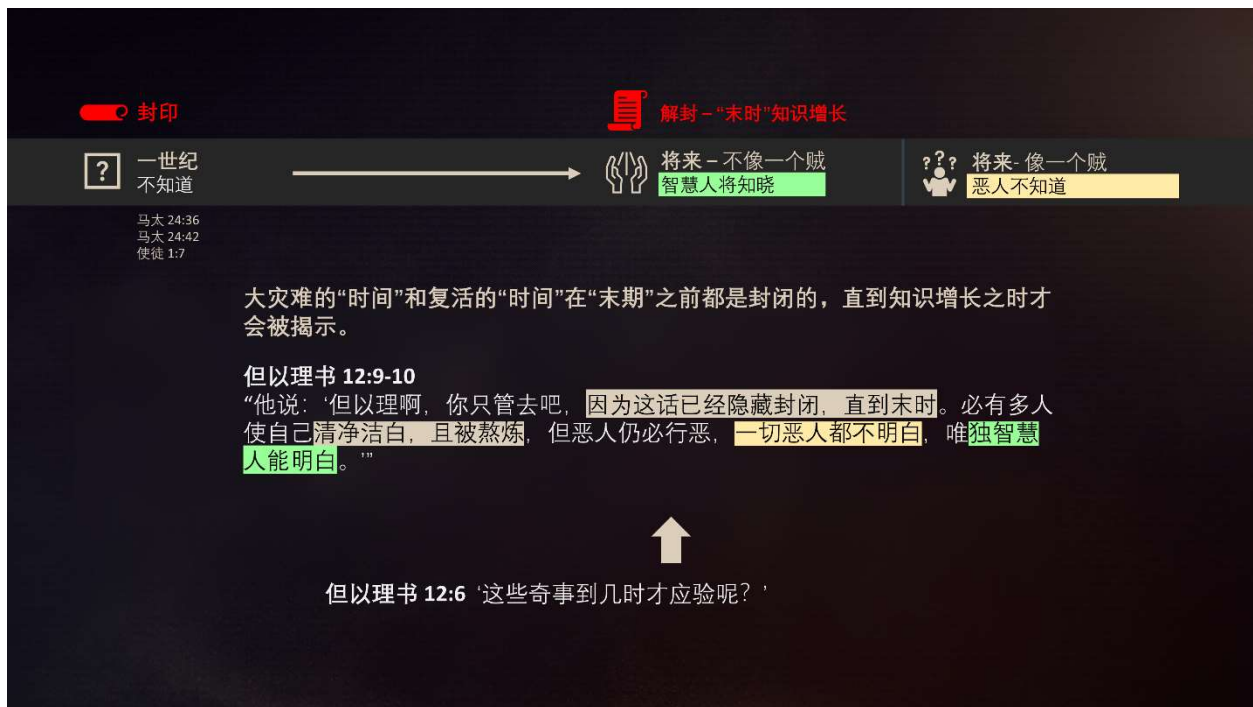 封印
解封 – “末时”知识增长
?
一世纪
不知道
将来 – 不像一个贼
智慧人将知晓
???
将来- 像一个贼
恶人不知道
马太 24:36
马太 24:42
使徒 1:7
大灾难的“时间”和复活的“时间”在“末期”之前都是封闭的，直到知识增长之时才
会被揭示。
但以理书 12:9-10
“他说：‘但以理啊，你只管去吧，因为这话已经隐藏封闭，直到末时。必有多人
使自己清净洁白，且被熬炼，但恶人仍必行恶，一切恶人都不明白，唯独智慧
人能明白。’”
但以理书 12:6 ‘这些奇事到几时才应验呢？’